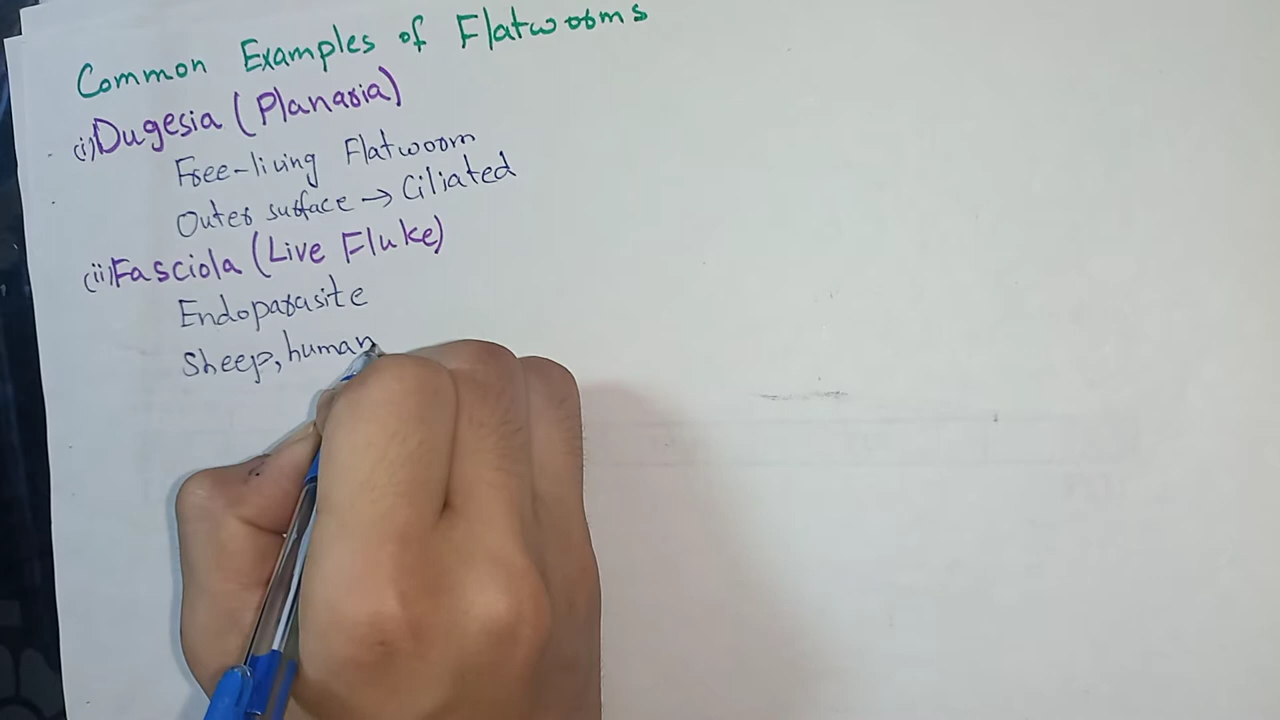 Common Examples of Flatworms
(i) Dugesia (Planaria)
Free-living Flatworm
Outer surface → Ciliated
(ii) Fasciola (Live Fluke)
Endoparasite
Sheep, human